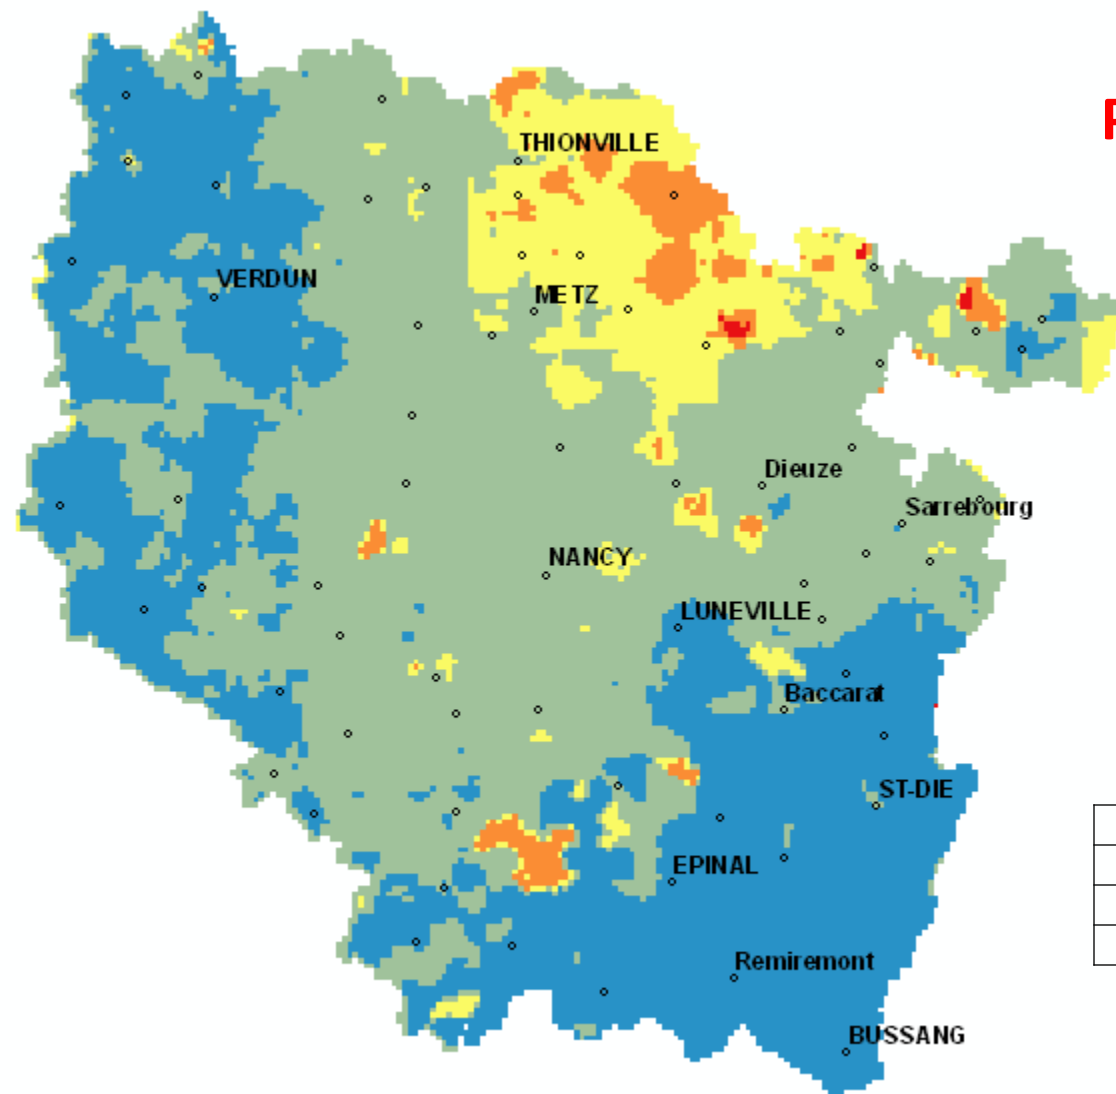 THIONVILLE
VERDUN
METZ
Dieuze
Sarrebourg
NANCY
LUNEVILLE
Baccarat
ST-DIE
EPINAL
Remiremont
BUSSANG